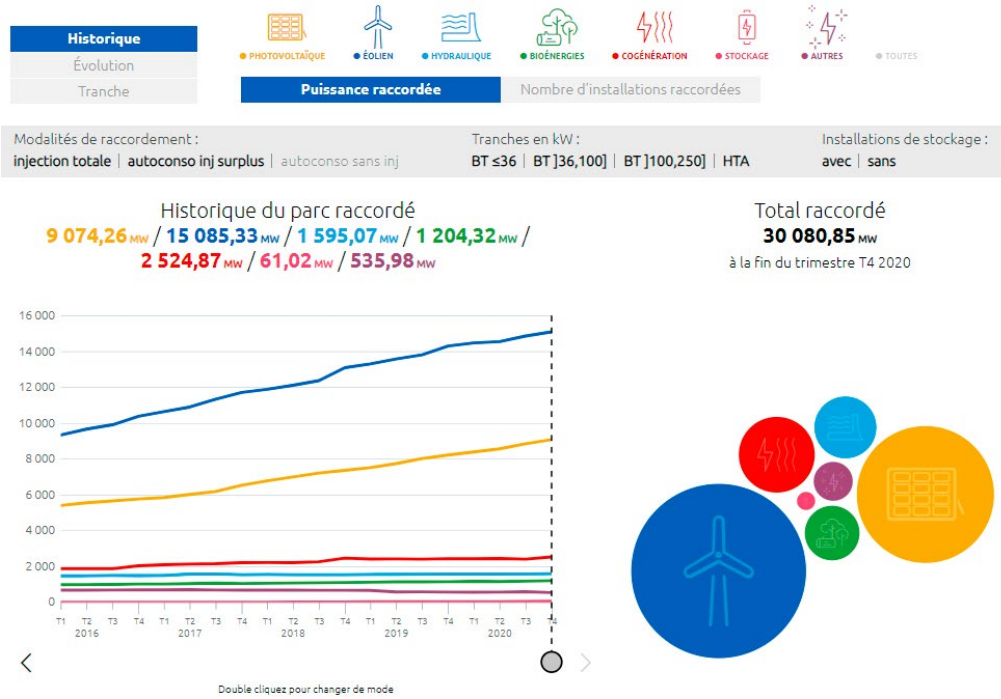 Historique
Évolution
Tranche
PHOTOVOLTAÏQUE
ÉOLIEN
HYDRAULIQUE
BIOÉNERGIES
COGÉNÉRATION
STOCKAGE
AUTRES
TOUTES
Puissance raccordée
Nombre d'installations raccordées
Modalités de raccordement :
injection totale | autoconso inj surplus | autoconso sans inj
Tranches en kW :
BT ≤36 | BT ]36,100] | BT ]100,250] | HTA
Installations de stockage :
avec | sans
Historique du parc raccordé
9 074,26 MW / 15 085,33 MW / 1 595,07 MW / 1 204,32 MW /
2 524,87 MW / 61,02 MW / 535,98 MW
Total raccordé
30 080,85 MW
à la fin du trimestre T4 2020
16 000
14 000
12 000
10 000
8 000
6 000
4 000
2 000
0
T1 T2 T3 T4 T1 T2 T3 T4 T1 T2 T3 T4 T1 T2 T3 T4 T1 T2 T3 T4
2016 2017 2018 2019 2020
Double cliquez pour changer de mode